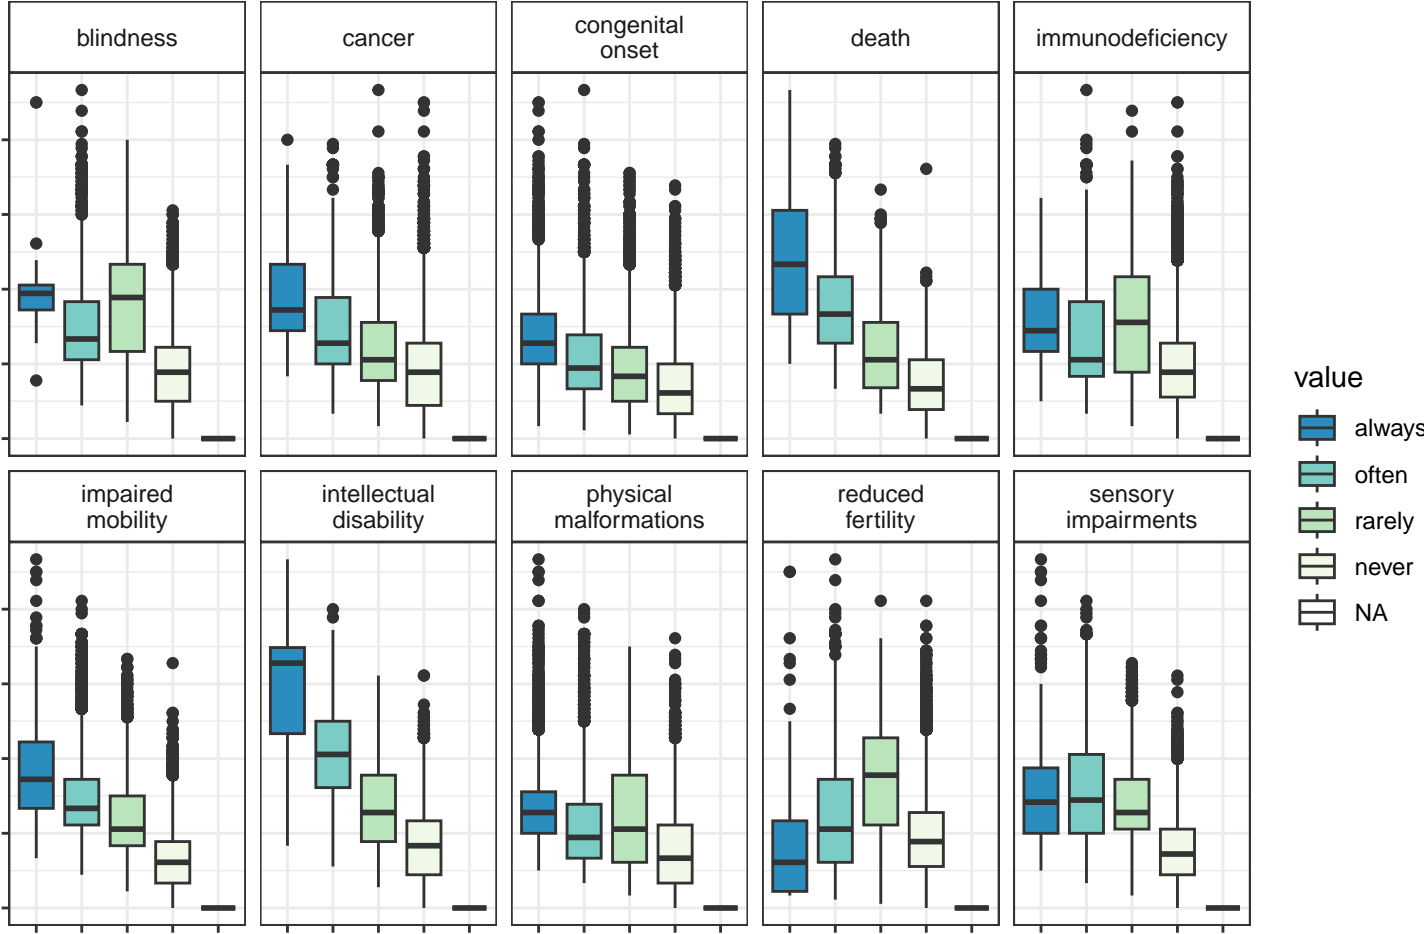 blindness
cancer
congenital
onset
death
immunodeficiency
impaired
mobility
intellectual
disability
physical
malformations
reduced
fertility
sensory
impairments
value
always
often
rarely
never
NA